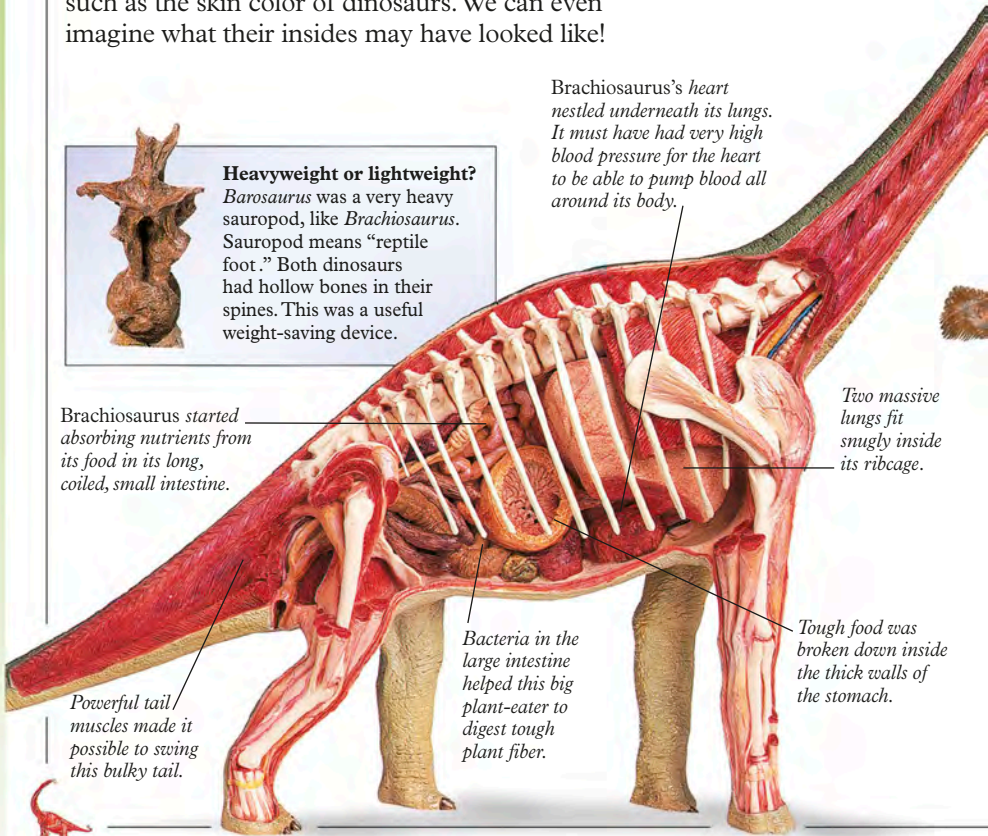 such as the skin color of dinosaurs. We can even
imagine what their insides may have looked like!
Brachiosaurus's heart
nestled underneath its lungs.
It must have had very high
blood pressure for the heart
to be able to pump blood all
around its body.
Heavyweight or lightweight?
Barosaurus was a very heavy
sauropod, like Brachiosaurus.
Sauropod means “reptile
foot.” Both dinosaurs
had hollow bones in their
spines. This was a useful
weight-saving device.
Brachiosaurus started
absorbing nutrients from
its food in its long,
coiled, small intestine.
Two massive
lungs fit
snugly inside
its ribcage.
Powerful tail
muscles made it
possible to swing
this bulky tail.
Bacteria in the
large intestine
helped this big
plant-eater to
digest tough
plant fiber.
Tough food was
broken down inside
the thick walls of
the stomach.